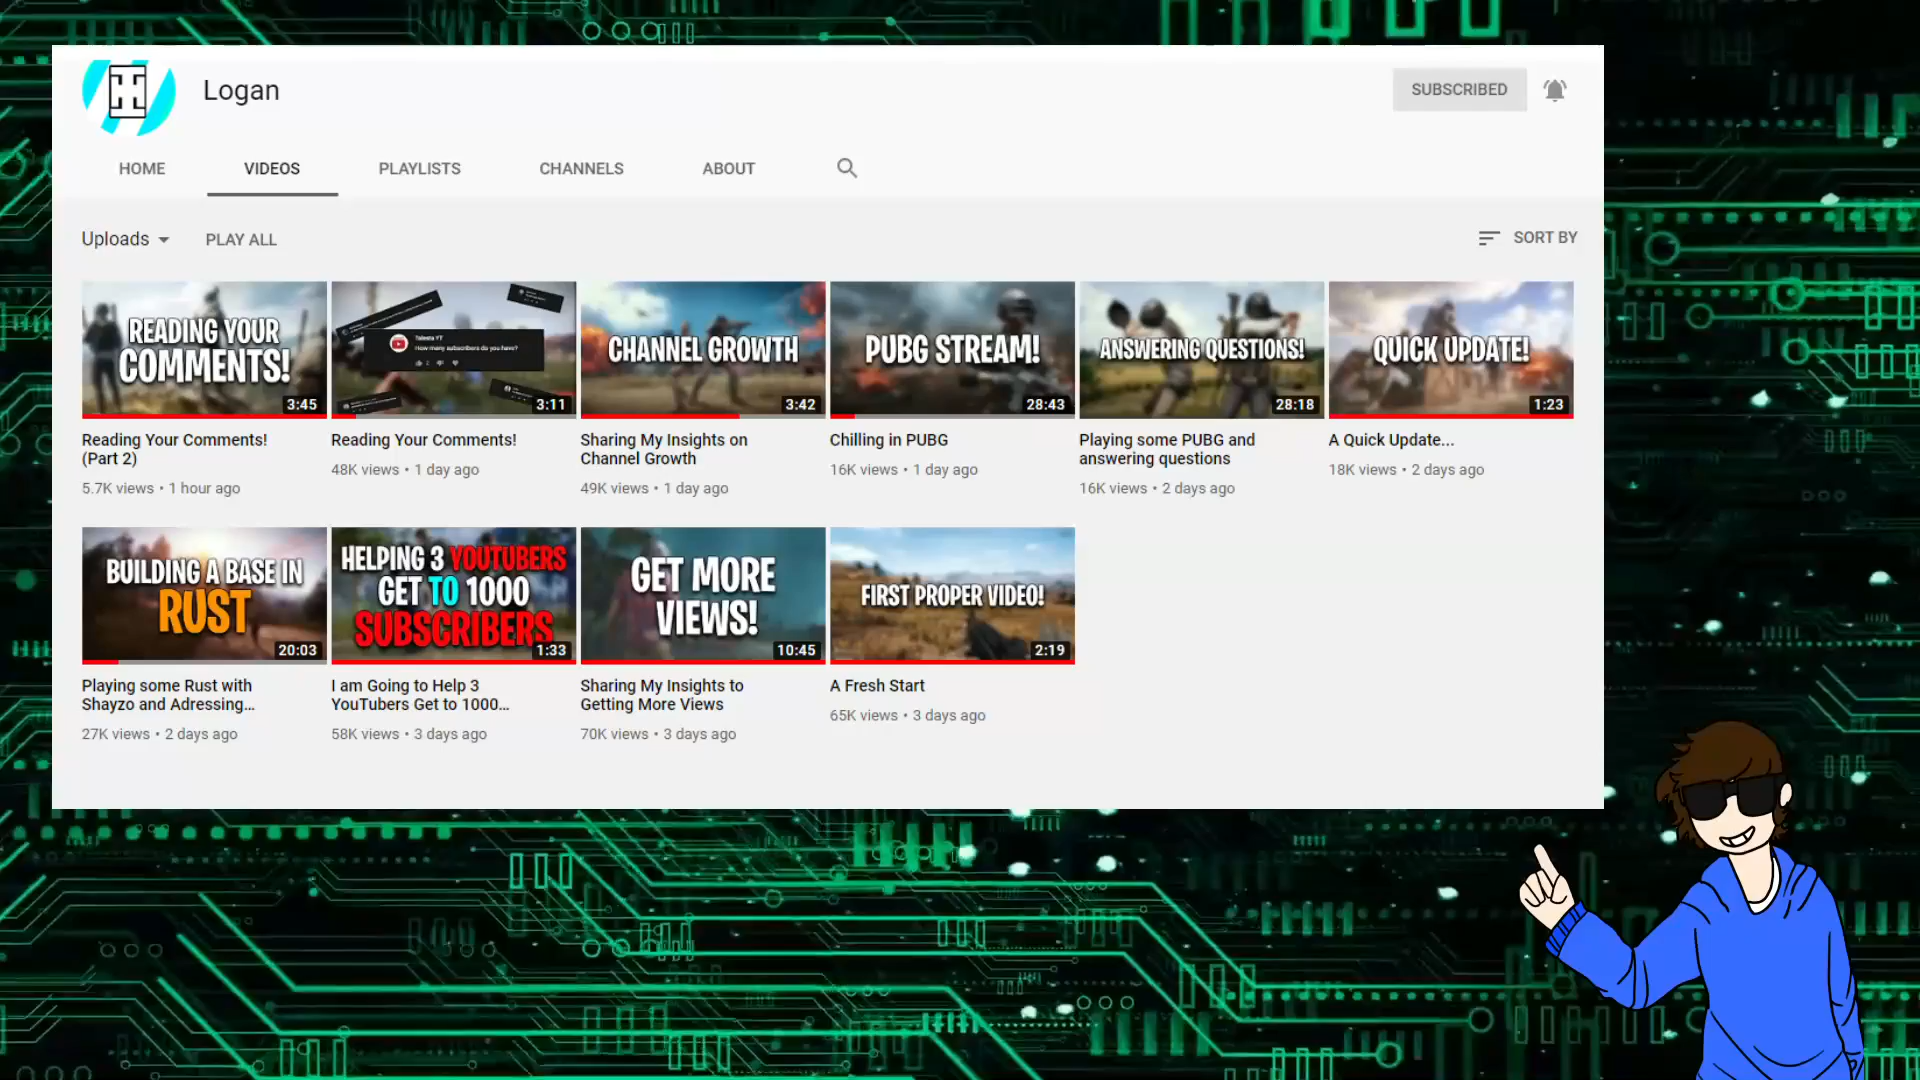 Logan
SUBSCRIBED
HOME
VIDEOS
PLAYLISTS
CHANNELS
ABOUT
Uploads
PLAY ALL
SORT BY
READING YOUR
COMMENTS!
3:45
Reading Your Comments!
(Part 2)
5.7K views • 1 hour ago
How many subscribers do you have?
3:11
Reading Your Comments!
48K views • 1 day ago
CHANNEL GROWTH
3:42
Sharing My Insights on
Channel Growth
49K views • 1 day ago
PUBG STREAM!
28:43
Chilling in PUBG
16K views • 1 day ago
ANSWERING QUESTIONS!
28:18
Playing some PUBG and
answering questions
16K views • 2 days ago
QUICK UPDATE!
1:23
A Quick Update...
18K views • 2 days ago
BUILDING A BASE IN
RUST
20:03
Playing some Rust with
Shayzo and Adressing...
27K views • 2 days ago
HELPING 3 YOUTUBERS
GET TO 1000
SUBSCRIBERS
1:33
I am Going to Help 3
YouTubers Get to 1000...
58K views • 3 days ago
GET MORE
VIEWS!
10:45
Sharing My Insights to
Getting More Views
70K views • 3 days ago
FIRST PROPER VIDEO!
2:19
A Fresh Start
65K views • 3 days ago